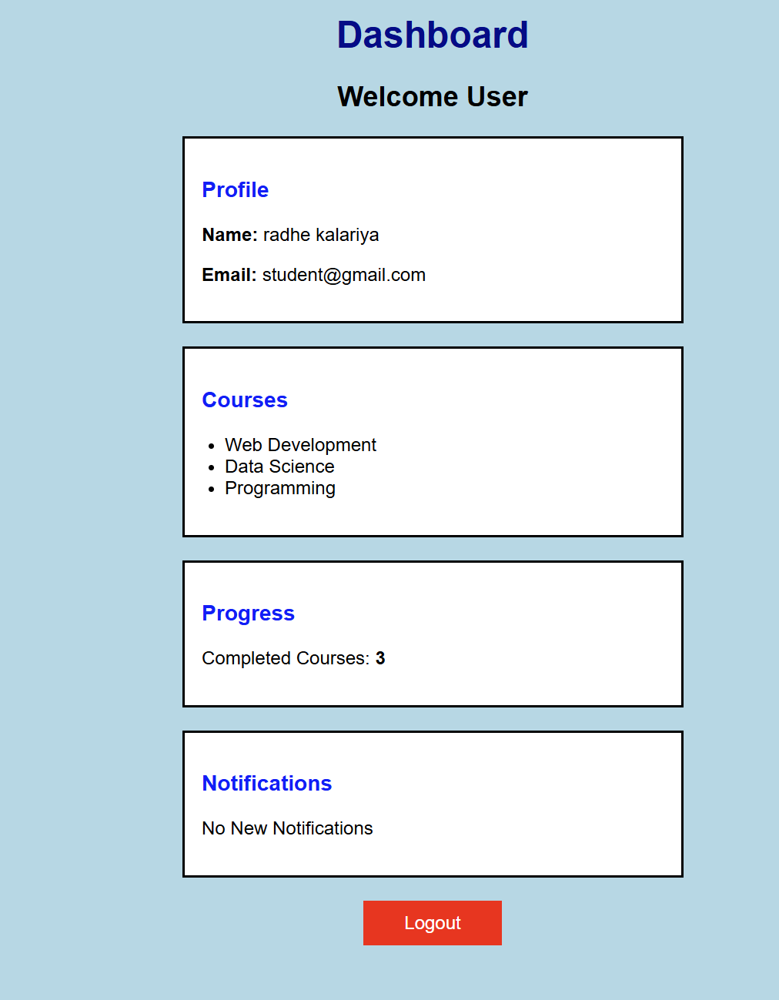 Dashboard
Welcome User
Profile
Name: radhe kalariya
Email: student@gmail.com
Courses
• Web Development
• Data Science
• Programming
Progress
Completed Courses: 3
Notifications
No New Notifications
Logout